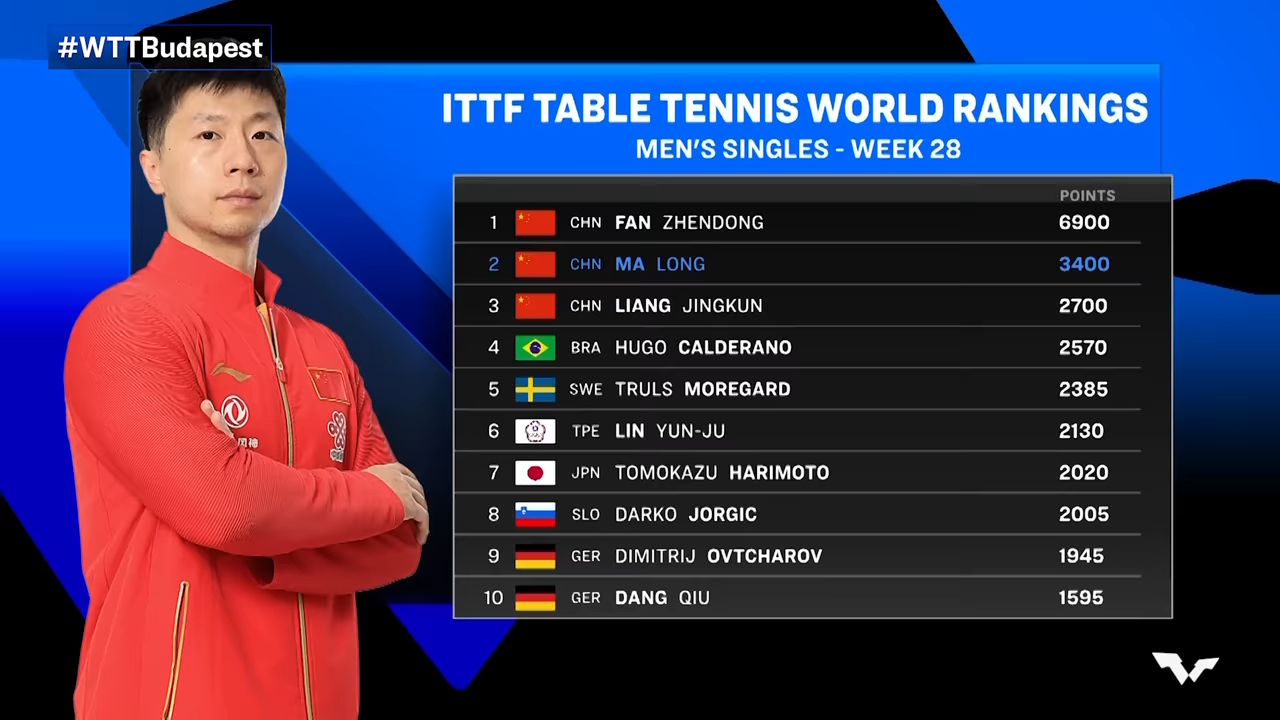 #WTTBudapest
ITTF TABLE TENNIS WORLD RANKINGS
MEN'S SINGLES - WEEK 28
POINTS
1 CHN FAN ZHENDONG 6900
2 CHN MA LONG 3400
3 CHN LIANG JINGKUN 2700
4 BRA HUGO CALDERANO 2570
5 SWE TRULS MOREGARD 2385
6 TPE LIN YUN-JU 2130
7 JPN TOMOKAZU HARIMOTO 2020
8 SLO DARKO JORGIC 2005
9 GER DIMITRIJ OVTCHAROV 1945
10 GER DANG QIU 1595